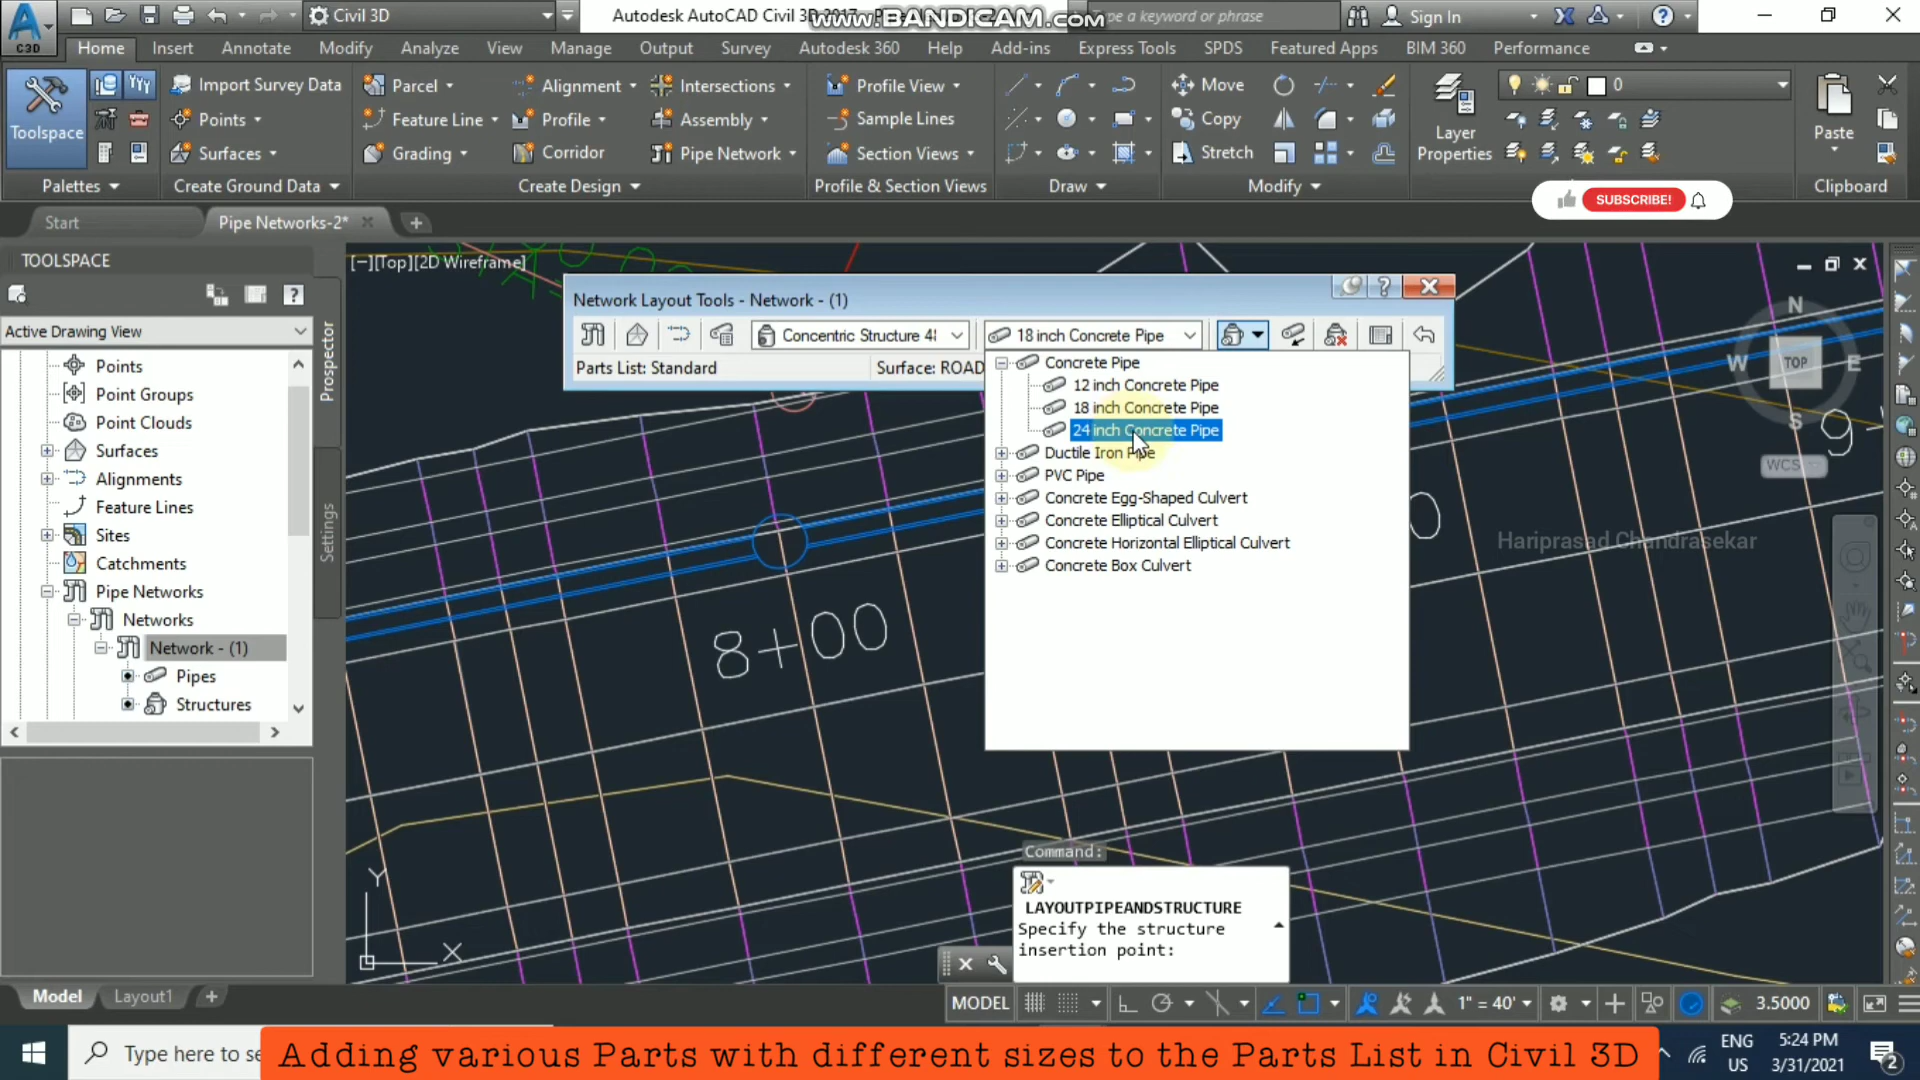 C3D
Civil 3D
Autodesk AutoCAD Civil 3D 2017
www.BANDICAM.com
Type a keyword or phrase
Sign In
Home Insert Annotate Modify Analyze View Manage Output Survey Autodesk 360 Help Add-ins Express Tools SPDS Featured Apps BIM 360 Performance
Toolspace
Import Survey Data
Points
Surfaces
Parcel
Feature Line
Grading
Alignment
Profile
Corridor
Intersections
Assembly
Pipe Network
Profile View
Sample Lines
Section Views
Move
Copy
Stretch
Layer
Properties
0
Paste
Palettes
Create Ground Data
Create Design
Profile & Section Views
Draw
Modify
Clipboard
SUBSCRIBE!
Start
Pipe Networks-2*
TOOLSPACE
Active Drawing View
Points
Point Groups
Point Clouds
Surfaces
Alignments
Feature Lines
Sites
Catchments
Pipe Networks
Networks
Network - (1)
Pipes
Structures
Prospector
Settings
[−][Top][2D Wireframe]
Network Layout Tools - Network - (1)
Concentric Structure 48
18 inch Concrete Pipe
Parts List: Standard
Surface: ROAD
Concrete Pipe
12 inch Concrete Pipe
18 inch Concrete Pipe
24 inch Concrete Pipe
Ductile Iron Pipe
PVC Pipe
Concrete Egg-Shaped Culvert
Concrete Elliptical Culvert
Concrete Horizontal Elliptical Culvert
Concrete Box Culvert
N
W
TOP
E
S
WCS
8+00
Hariprasad Chandrasekar
Y
X
Command:
LAYOUTPIPEANDSTRUCTURE
Specify the structure
insertion point:
Model
Layout1
MODEL
1" = 40'
3.5000
Type here to se
Adding various Parts with different sizes to the Parts List in Civil 3D
ENG
US
5:24 PM
3/31/2021
2